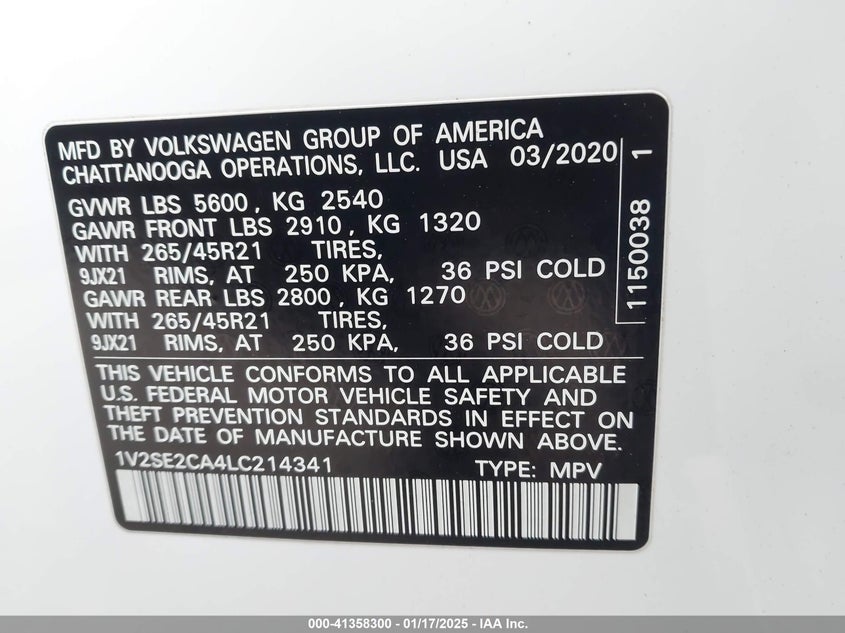 MFD BY VOLKSWAGEN GROUP OF AMERICA
CHATTANOOGA OPERATIONS, LLC. USA 03/2020
GVWR LBS 5600, KG 2540
GAWR FRONT LBS 2910, KG 1320
WITH 265/45R21 TIRES,
9JX21 RIMS, AT 250 KPA, 36 PSI COLD
GAWR REAR LBS 2800, KG 1270
WITH 265/45R21 TIRES,
9JX21 RIMS, AT 250 KPA, 36 PSI COLD
1150038 1
THIS VEHICLE CONFORMS TO ALL APPLICABLE
U.S. FEDERAL MOTOR VEHICLE SAFETY AND
THEFT PREVENTION STANDARDS IN EFFECT ON
THE DATE OF MANUFACTURE SHOWN ABOVE.
1V2SE2CA4LC214341 TYPE: MPV
000-41358300 - 01/17/2025 - IAA Inc.